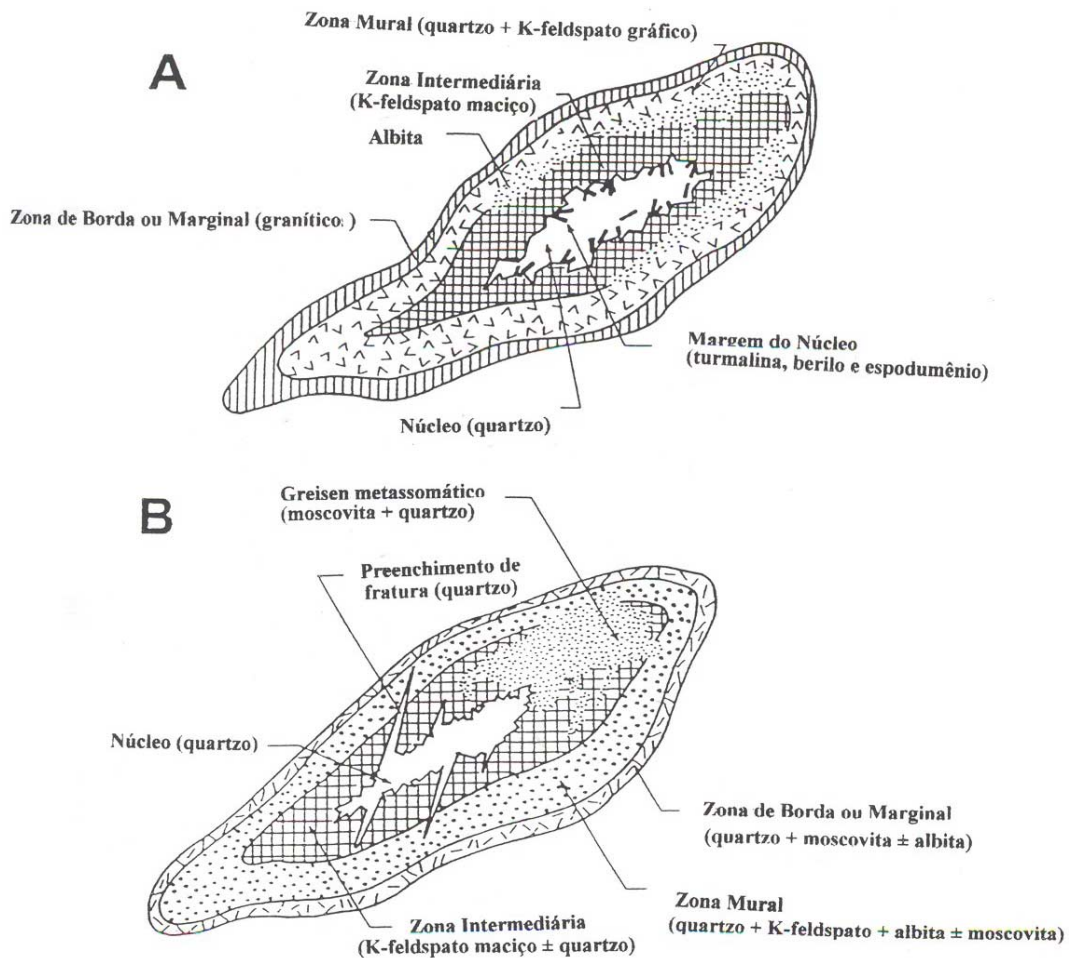 A
Zona Mural (quartzo + K-feldspato gráfico)
Zona Intermediária
(K-feldspato maciço)
Albita
Zona de Borda ou Marginal (granítico: )
Margem do Núcleo
(turmalina, berilo e espodumênio)
Núcleo (quartzo)
B
Greisen metassomático
(moscovita + quartzo)
Preenchimento de
fratura (quartzo)
Núcleo (quartzo)
Zona de Borda ou Marginal
(quartzo + moscovita ± albita)
Zona Mural
(quartzo + K-feldspato + albita ± moscovita)
Zona Intermediária
(K-feldspato maciço ± quartzo)